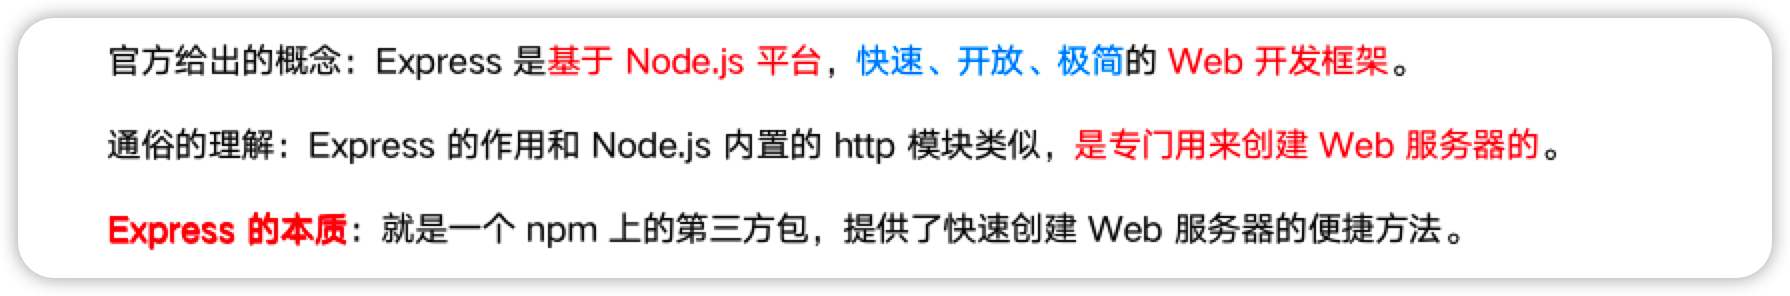 官方给出的概念：Express 是基于 Node.js 平台，快速、开放、极简的 Web 开发框架。
通俗的理解：Express 的作用和 Node.js 内置的 http 模块类似，是专门用来创建 Web 服务器的。
Express 的本质：就是一个 npm 上的第三方包，提供了快速创建 Web 服务器的便捷方法。